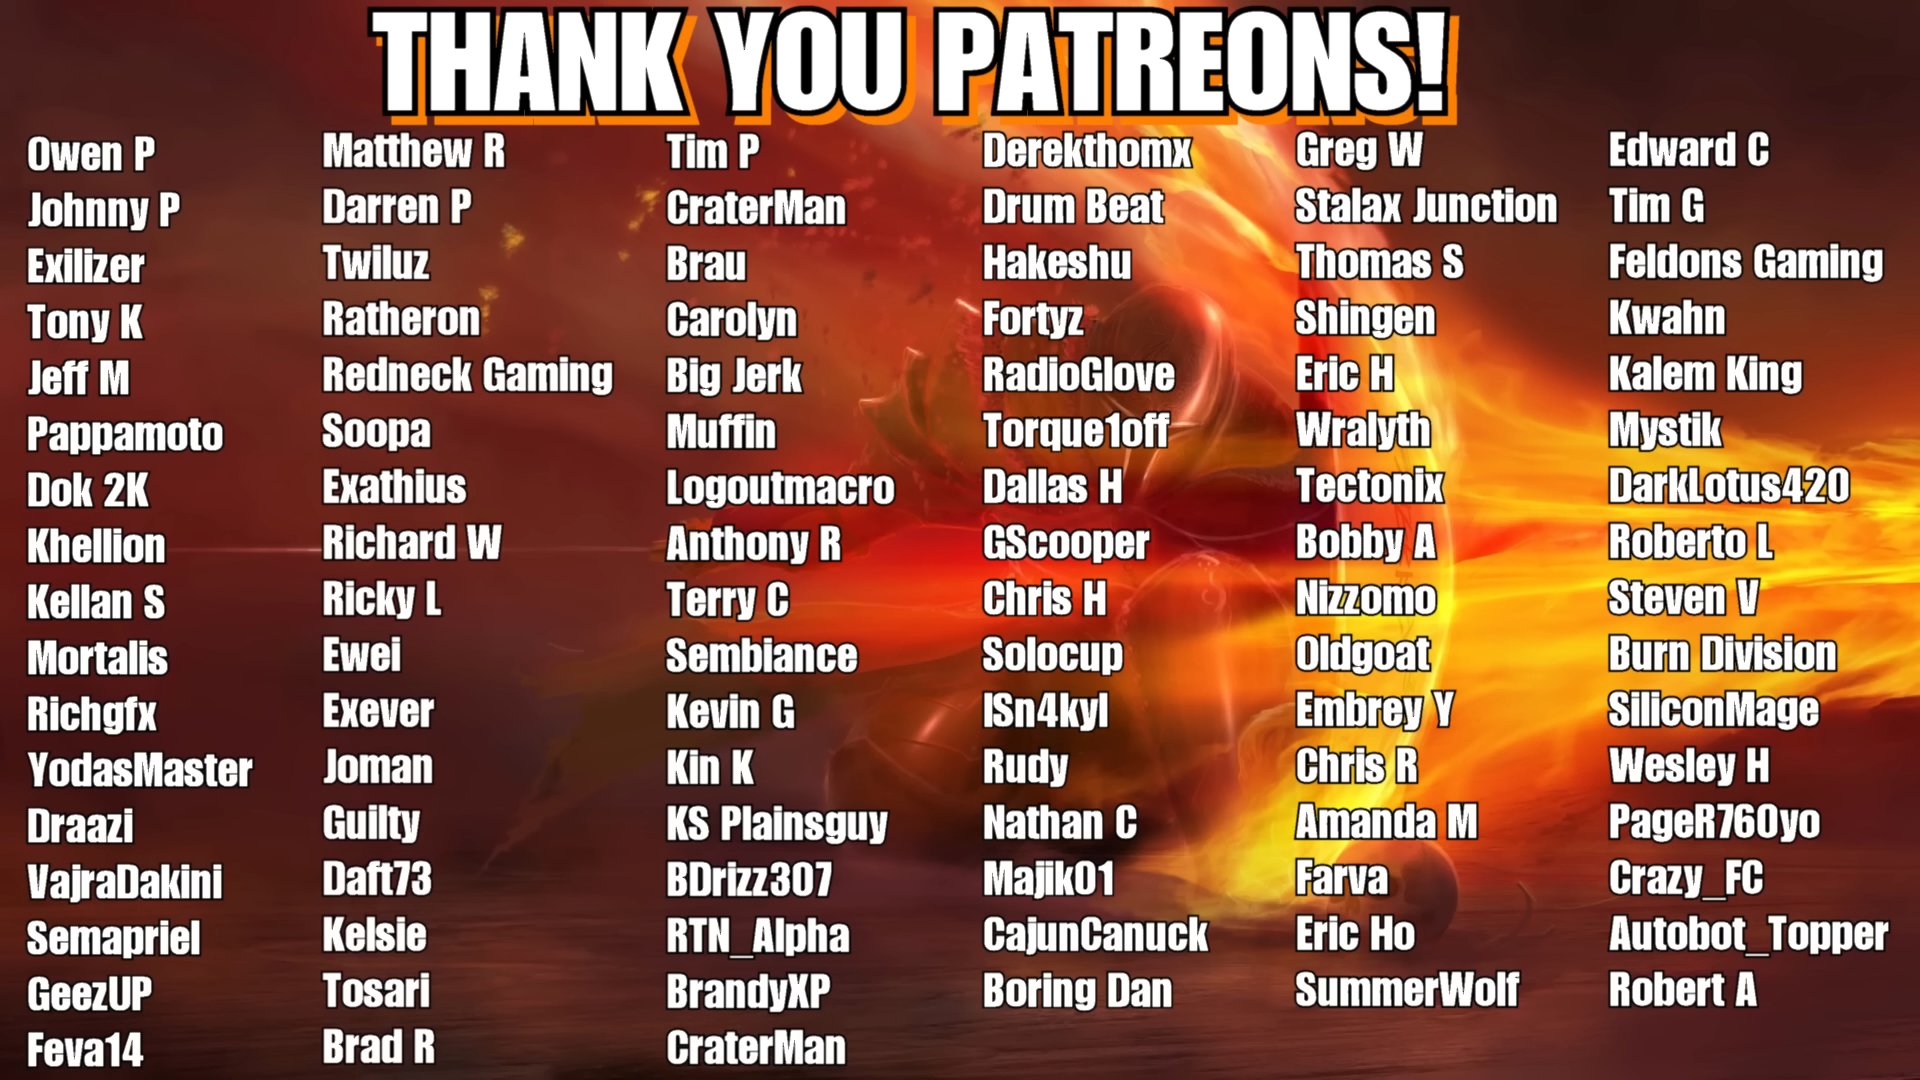 THANK YOU PATREONS!
Owen P
Johnny P
Exilizer
Tony K
Jeff M
Pappamoto
Dok 2K
Khellion
Kellan S
Mortalis
Richgfx
YodasMaster
Draazi
VajraDakini
Semapriel
GeezUP
Feva14
Matthew R
Darren P
Twiluz
Ratheron
Redneck Gaming
Soopa
Exathius
Richard W
Ricky L
Ewei
Exever
Joman
Guilty
Daft73
Kelsie
Tosari
Brad R
Tim P
CraterMan
Brau
Carolyn
Big Jerk
Muffin
Logoutmacro
Anthony R
Terry C
Sembiance
Kevin G
Kin K
KS Plainsguy
BDrizz307
RTN_Alpha
BrandyXP
CraterMan
Derekthomx
Drum Beat
Hakeshu
Fortyz
RadioGlove
Torque1off
Dallas H
GScooper
Chris H
Solocup
ISn4kyI
Rudy
Nathan C
Majik01
CajunCanuck
Boring Dan
Greg W
Stalax Junction
Thomas S
Shingen
Eric H
Wralyth
Tectonix
Bobby A
Nizzomo
Oldgoat
Embrey Y
Chris R
Amanda M
Farva
Eric Ho
SummerWolf
Edward C
Tim G
Feldons Gaming
Kwahn
Kalem King
Mystik
DarkLotus420
Roberto L
Steven V
Burn Division
SiliconMage
Wesley H
PageR760yo
Crazy_FC
Autobot_Topper
Robert A